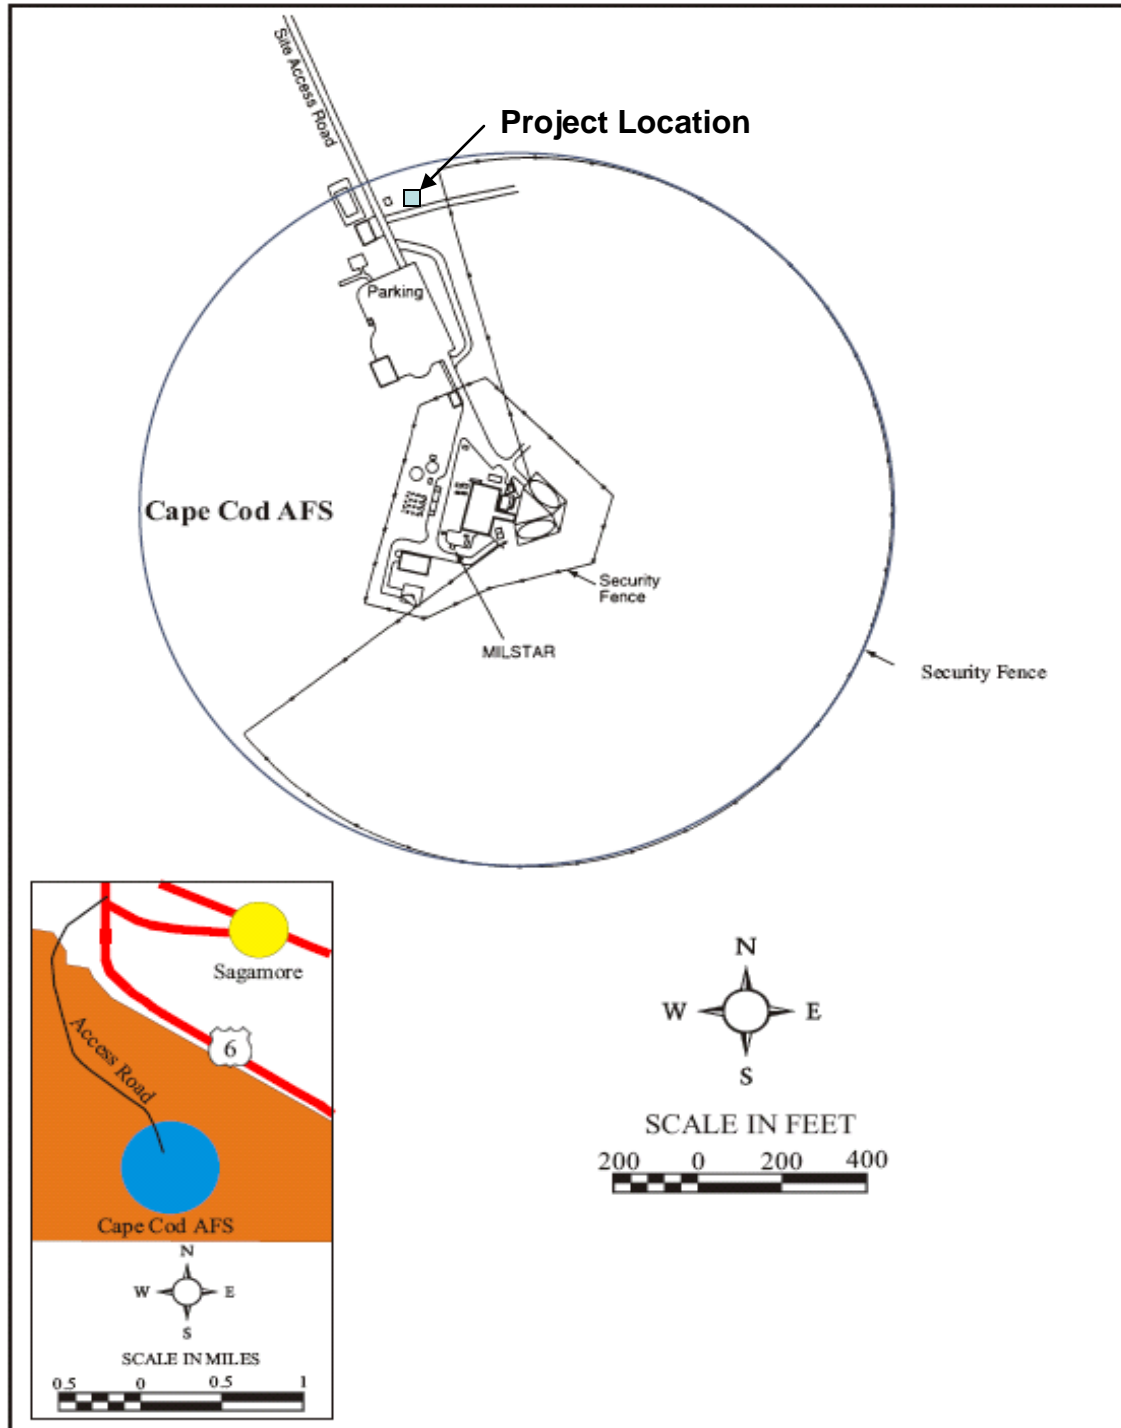 Site Access Road
Project Location
Parking
Cape Cod AFS
Security
Fence
MILSTAR
Security Fence
Sagamore
6
Access Road
Cape Cod AFS
N
W E
S
SCALE IN MILES
0.5 0 0.5 1
N
W E
S
SCALE IN FEET
200 0 200 400